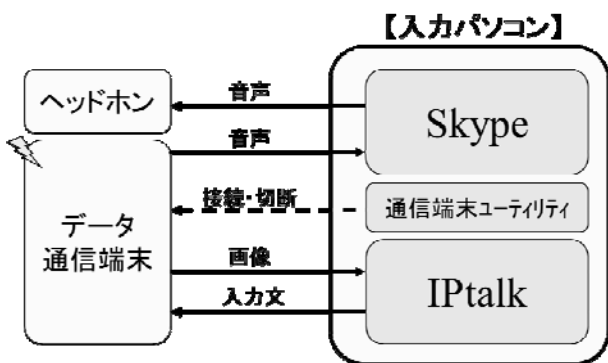 【入力パソコン】
ヘッドホン
音声
Skype
音声
接続・切断
通信端末ユーティリティ
データ
通信端末
画像
入力文
IPtalk